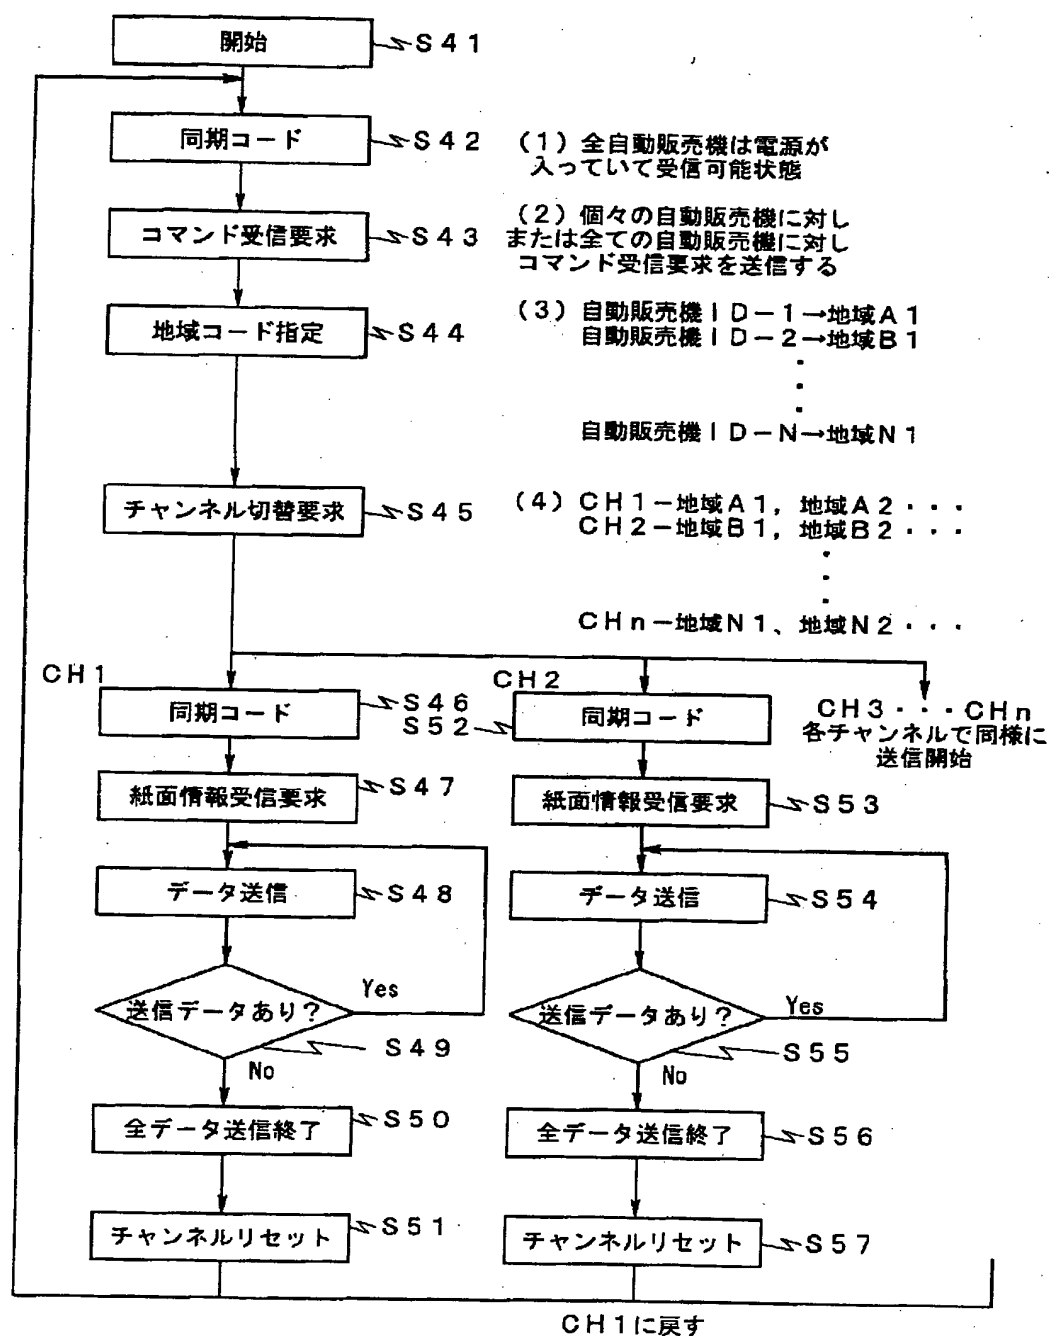 開始
S41
同期コード
S42
(1)全自動販売機は電源が
入っていて受信可能状態
コマンド受信要求
S43
(2)個々の自動販売機に対し
または全ての自動販売機に対し
コマンド受信要求を送信する
地域コード指定
S44
(3)自動販売機ID-1→地域A1
自動販売機ID-2→地域B1
・
・
・
自動販売機ID-N→地域N1
チャンネル切替要求
S45
(4)CH1-地域A1, 地域A2・・・
CH2-地域B1, 地域B2・・・
・
・
・
CHn-地域N1、地域N2・・・
CH1
同期コード
S46
紙面情報受信要求
S47
データ送信
S48
送信データあり?
Yes
S49
No
全データ送信終了
S50
チャンネルリセット
S51
CH2
S52
同期コード
紙面情報受信要求
S53
データ送信
S54
送信データあり?
Yes
S55
No
全データ送信終了
S56
チャンネルリセット
S57
CH3・・・CHn
各チャンネルで同様に
送信開始
CH1に戻す